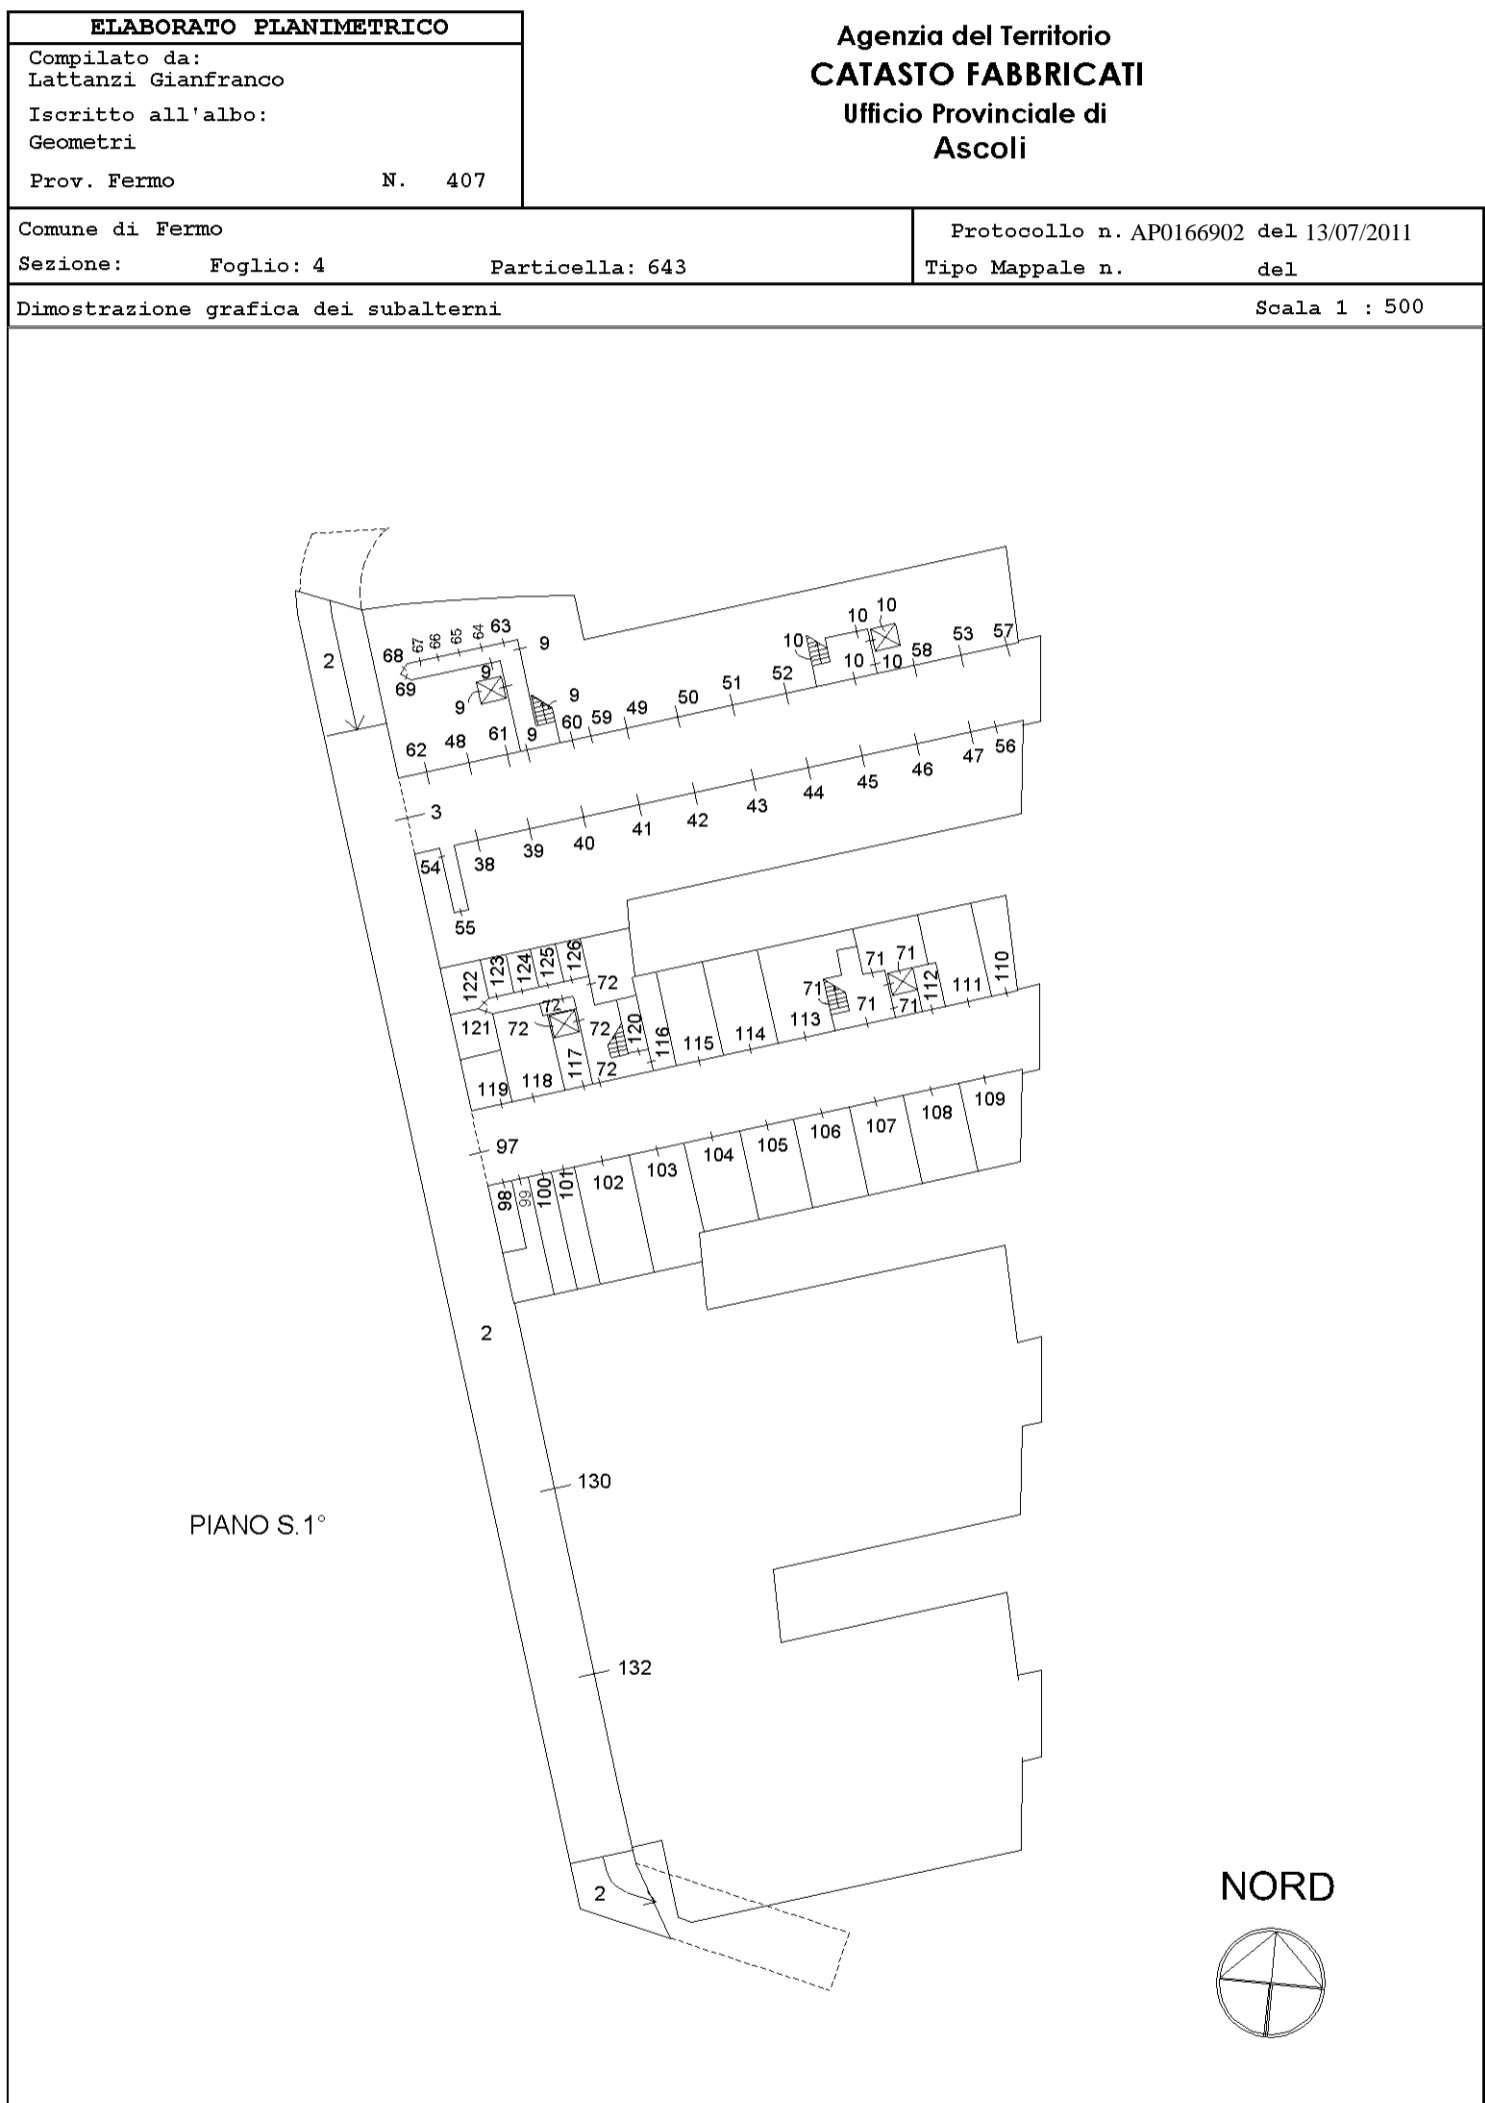 ELABORATO PLANIMETRICO
Compilato da:
Lattanzi Gianfranco
Iscritto all'albo:
Geometri
Prov. Fermo N. 407
Agenzia del Territorio
CATASTO FABBRICATI
Ufficio Provinciale di
Ascoli
Comune di Fermo
Sezione: Foglio: 4 Particella: 643
Protocollo n. AP0166902 del 13/07/2011
Tipo Mappale n. del
Dimostrazione grafica dei subalterni Scala 1 : 500
10 10
63 9
64
65
66
67
68
69
2
9
9
9
10
10 10
58 53 57
62 48 61 9 60 59 49 50 51 52
3
54 38 39 40 41 42 43 44 45 46 47 56
55
122 123 124 125 126
72
71 71
71
71 71
112 111 110
121 72 72 72
120 116 115 114 113
119 118 117 72
97
98 99 100 101 102 103 104 105 106 107 108 109
2
130
PIANO S.1°
132
2
NORD